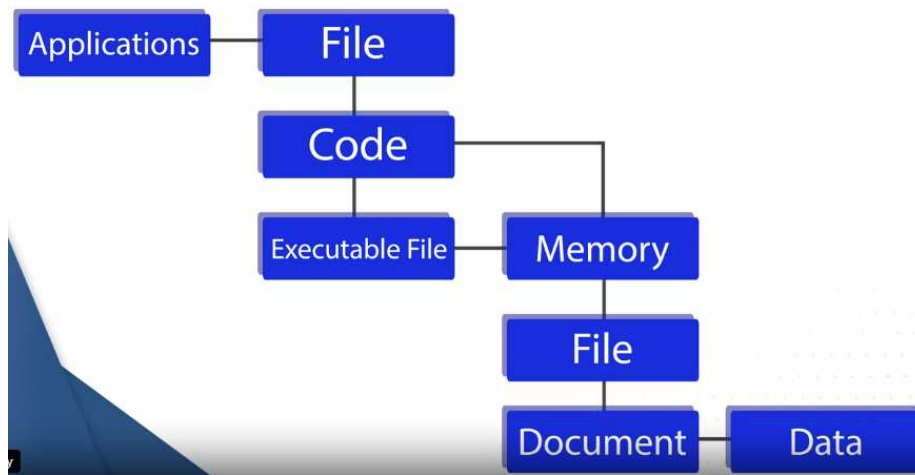 Applications
File
Code
Executable File
Memory
File
Document
Data
y